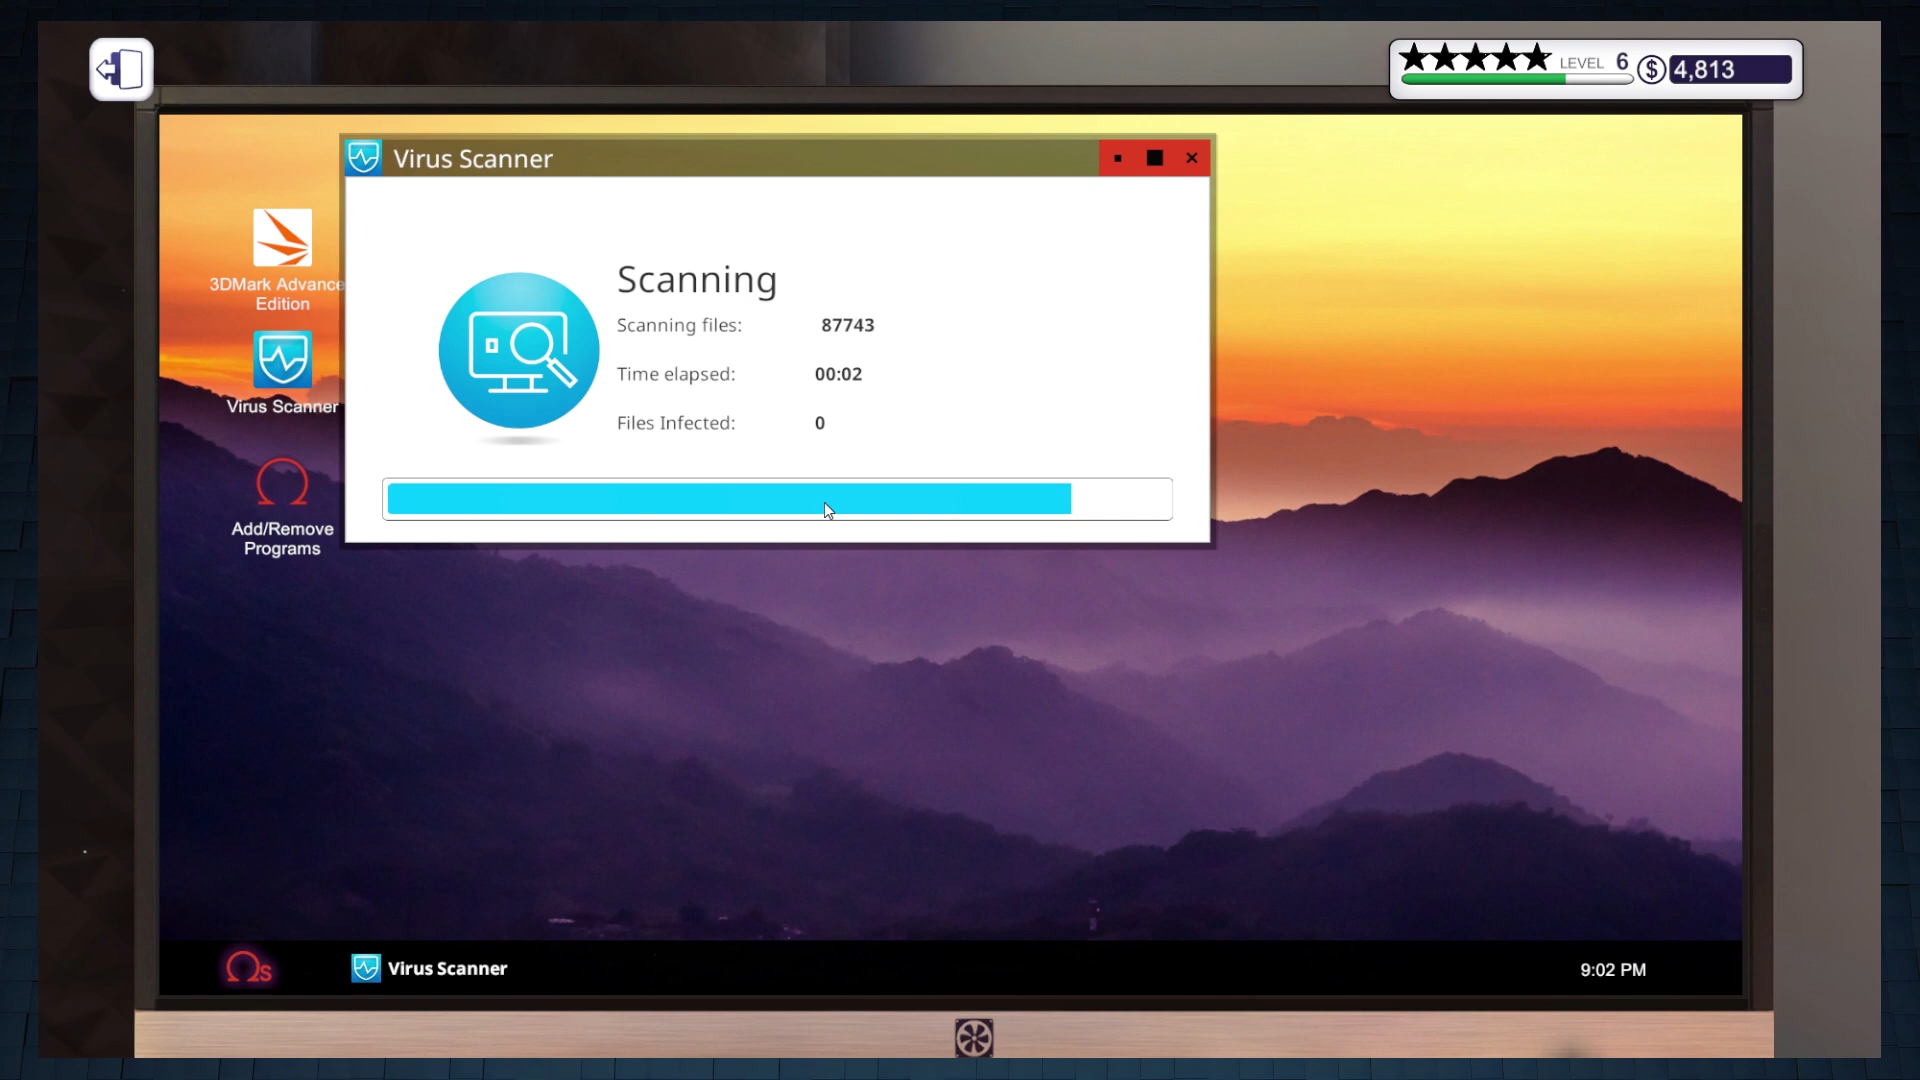 LEVEL 6
4,813
Virus Scanner
3DMark Advance
Edition
Virus Scanner
Add/Remove
Programs
Scanning
Scanning files: 87743
Time elapsed: 00:02
Files Infected: 0
Ωs
Virus Scanner
9:02 PM